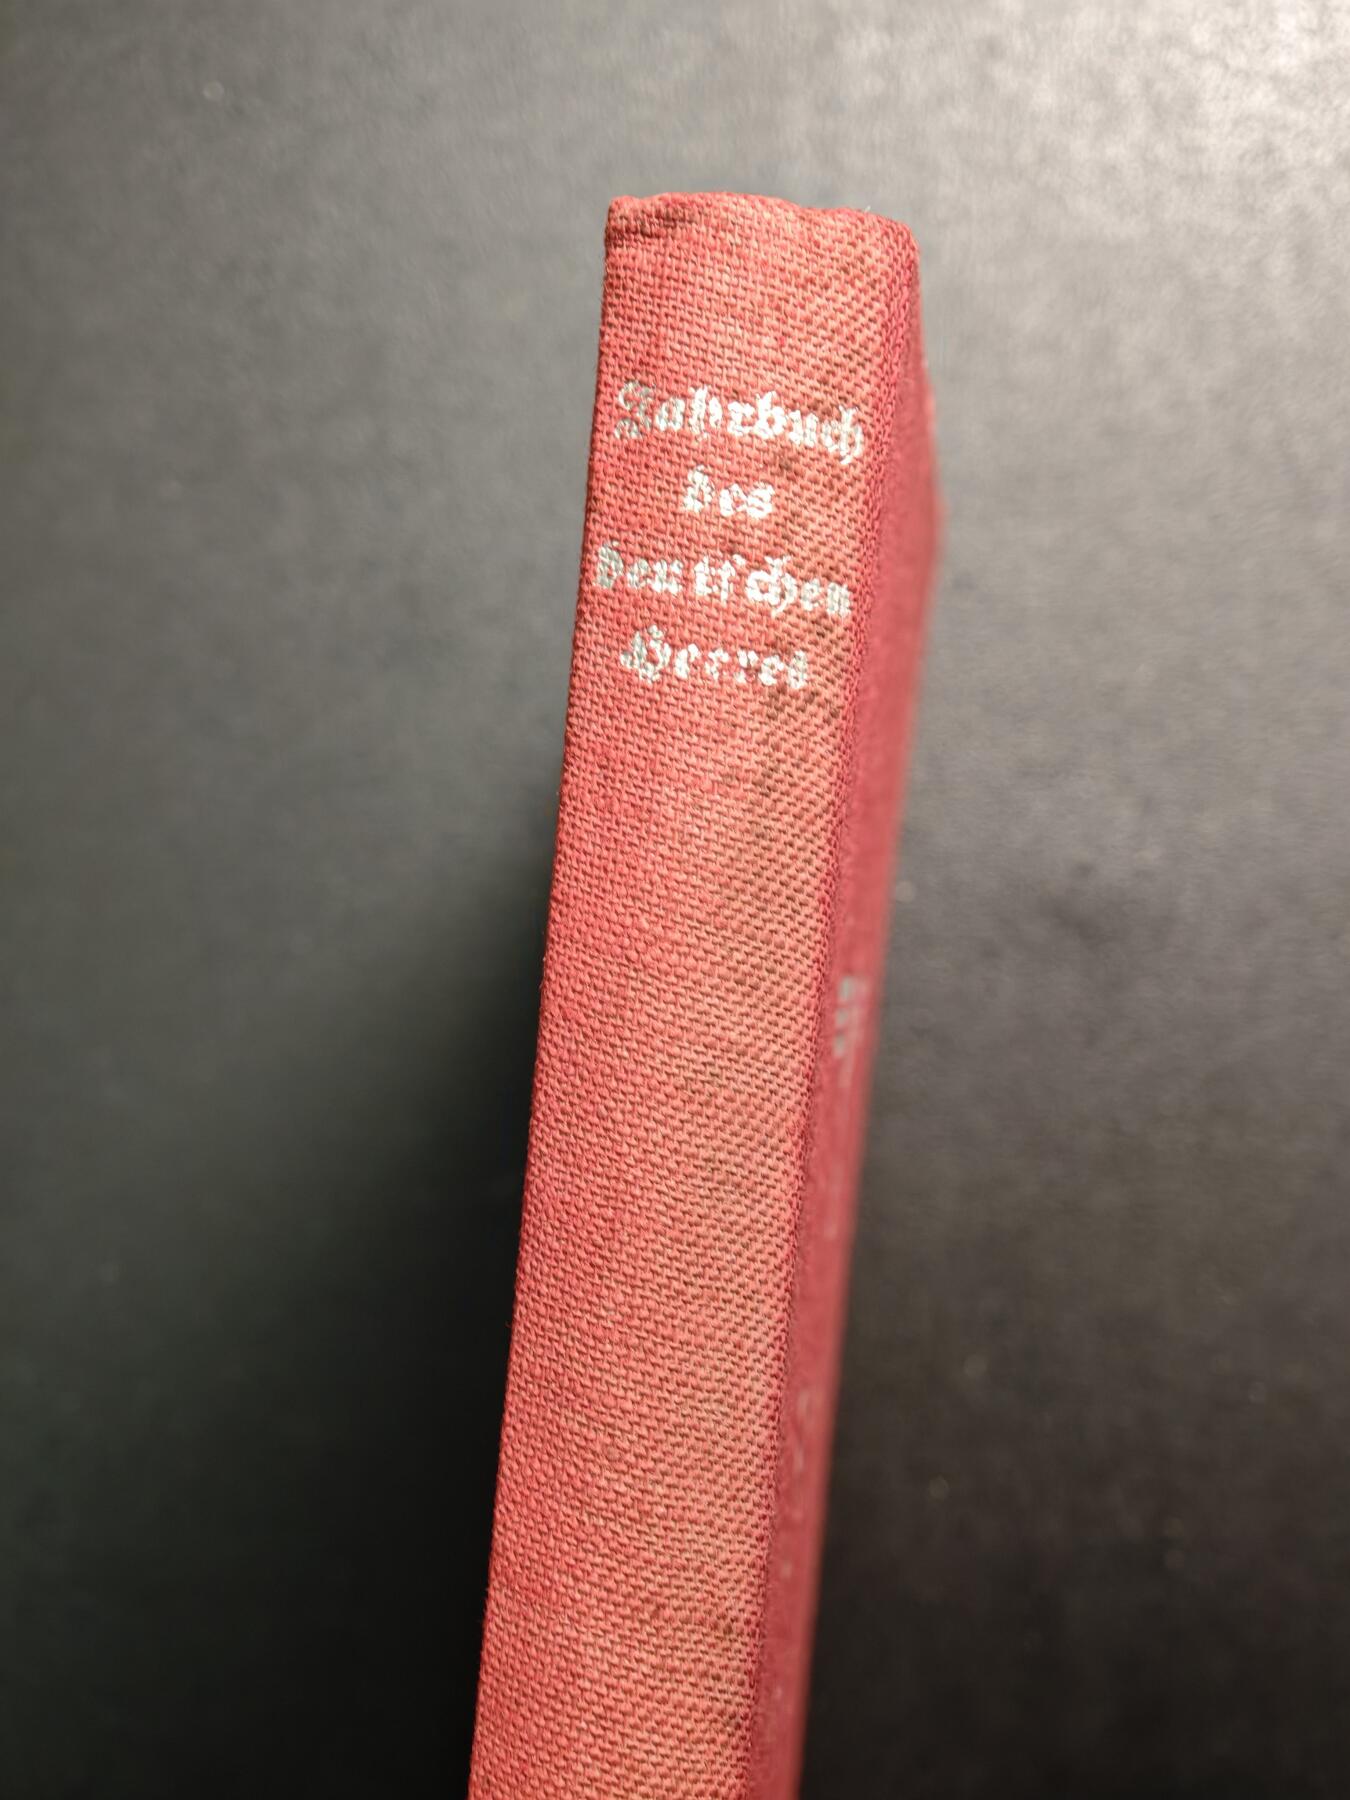 Jahrbuch
des
deutschen
Heeres